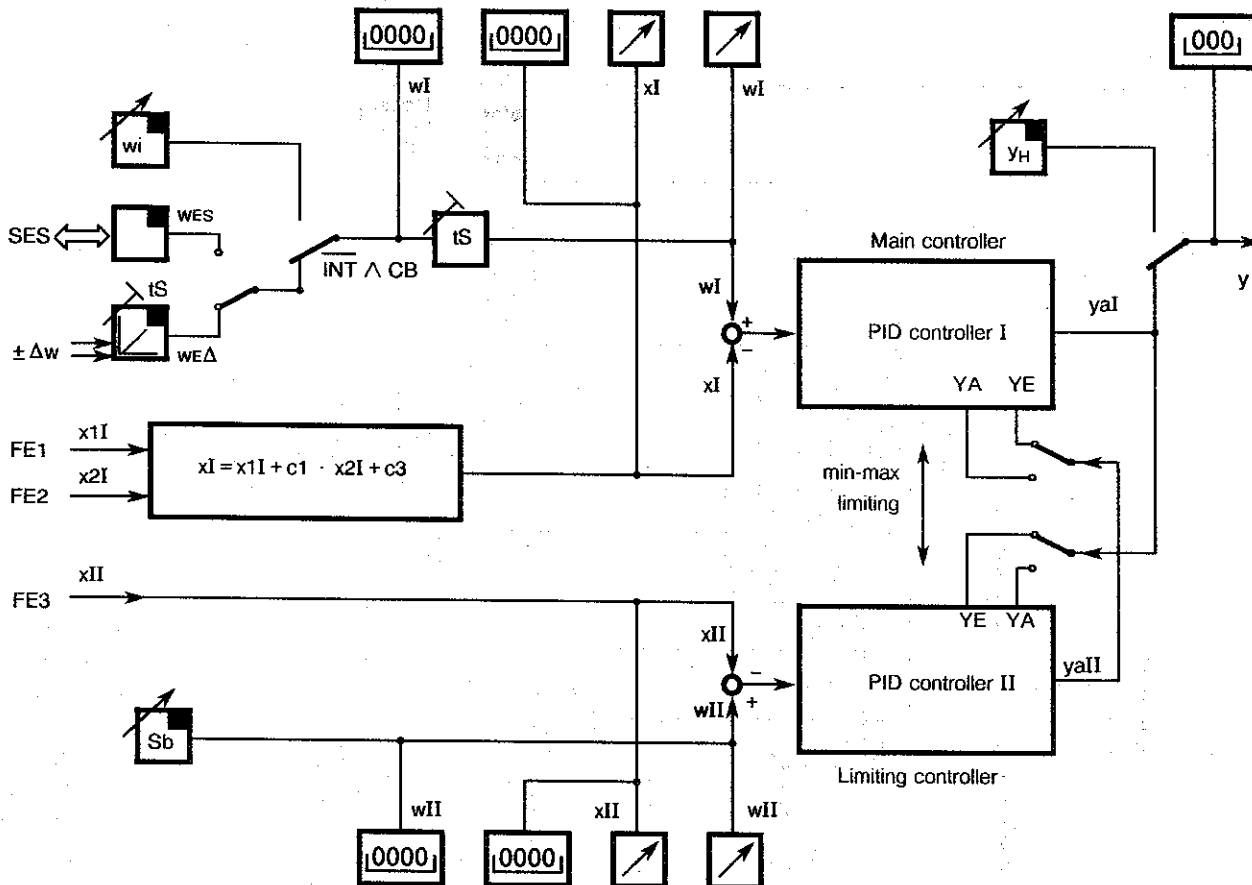 0000
0000
000
wI
xI
wI
wi
yH
SES
wES
tS
INT ∧ CB
Main controller
tS
± Δw
wEΔ
wI
+
−
xI
PID controller I
yaI
YA YE
FE1
x1I
FE2
x2I
xI = x1I + c1 · x2I + c3
min-max
limiting
y
FE3
xII
xII
−
+
wII
YE YA
PID controller II
yaII
Sb
Limiting controller
wII
xII
wII
0000
0000